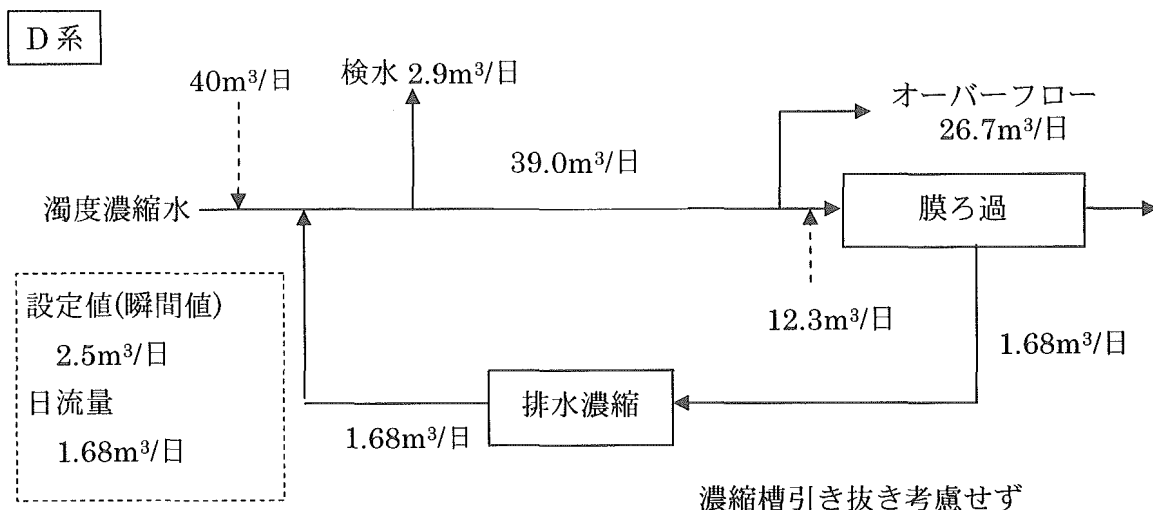 D系
40m³/日
検水 2.9m³/日
オーバーフロー
26.7m³/日
39.0m³/日
濁度濃縮水
膜ろ過
設定値(瞬間値)
2.5m³/日
日流量
1.68m³/日
12.3m³/日
1.68m³/日
排水濃縮
1.68m³/日
濃縮槽引き抜き考慮せず